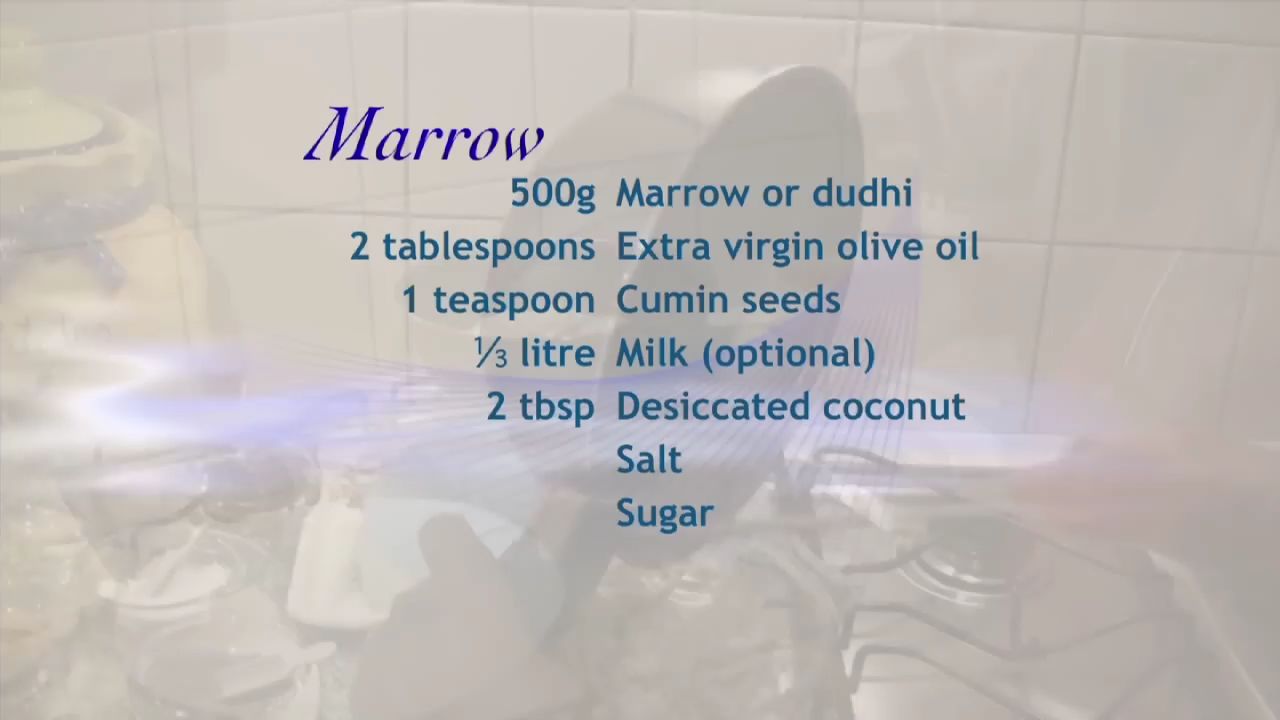 Marrow
500g Marrow or dudhi
2 tablespoons Extra virgin olive oil
1 teaspoon Cumin seeds
⅓ litre Milk (optional)
2 tbsp Desiccated coconut
Salt
Sugar